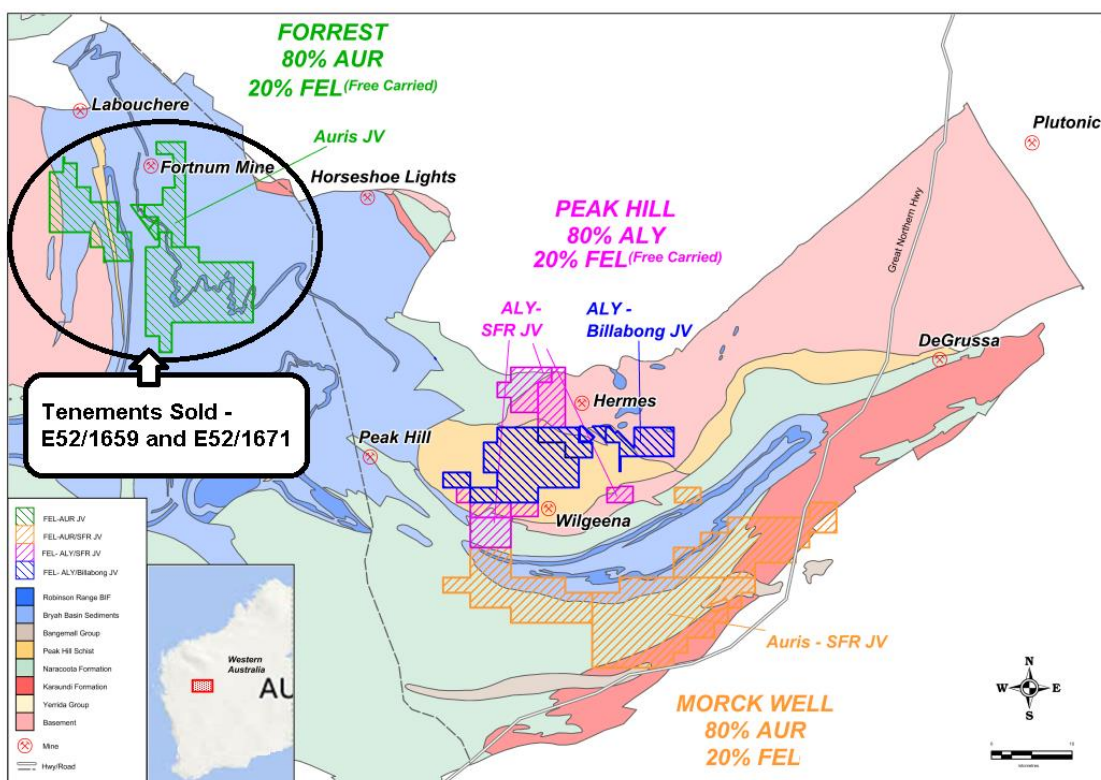 FORREST
80% AUR
20% FEL (Free Carried)
Labouchere
Auris JV
Fortnum Mine
Horseshoe Lights
Plutonic
PEAK HILL
80% ALY
20% FEL (Free Carried)
Great Northern Hwy
ALY-
SFR JV
ALY -
Billabong JV
DeGrussa
Hermes
Tenements Sold -
E52/1659 and E52/1671
Peak Hill
Wilgeena
Auris - SFR JV
MORCK WELL
80% AUR
20% FEL
FEL-AUR JV
FEL-AUR/SFR JV
FEL- ALY/SFR JV
FEL- ALY/Billabong JV
Robinson Range BIF
Bryah Basin Sediments
Bangemall Group
Peak Hill Schist
Naracoota Formation
Karalundi Formation
Yerrida Group
Basement
Mine
Hwy/Road
Western
Australia
AU
N
W E
S
0 10